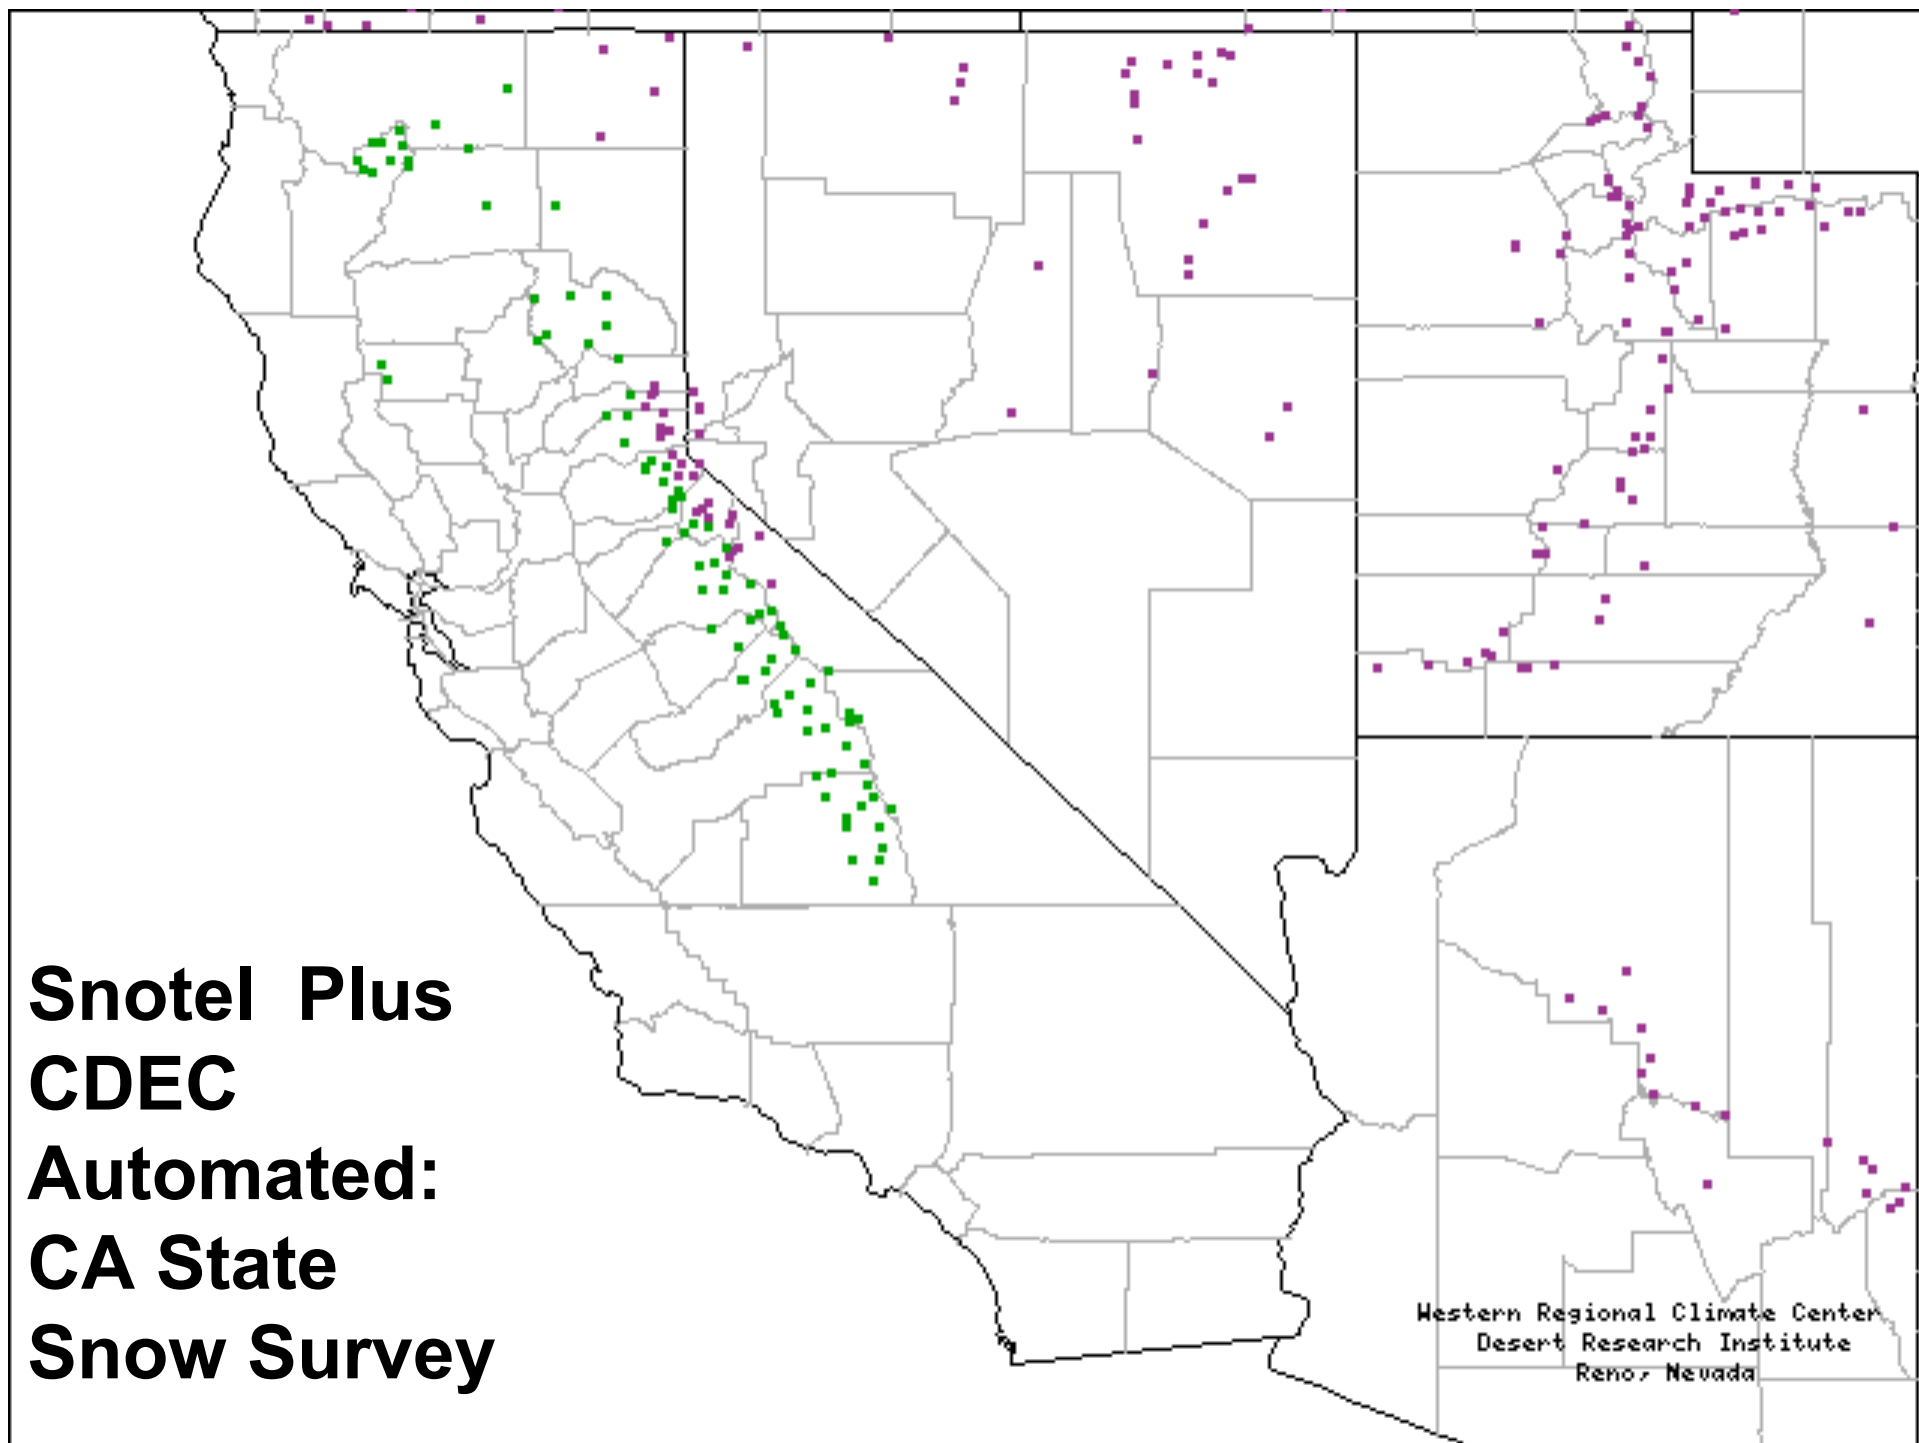 Snotel Plus
CDEC
Automated:
CA State
Snow Survey
Western Regional Climate Center
Desert Research Institute
Reno, Nevada